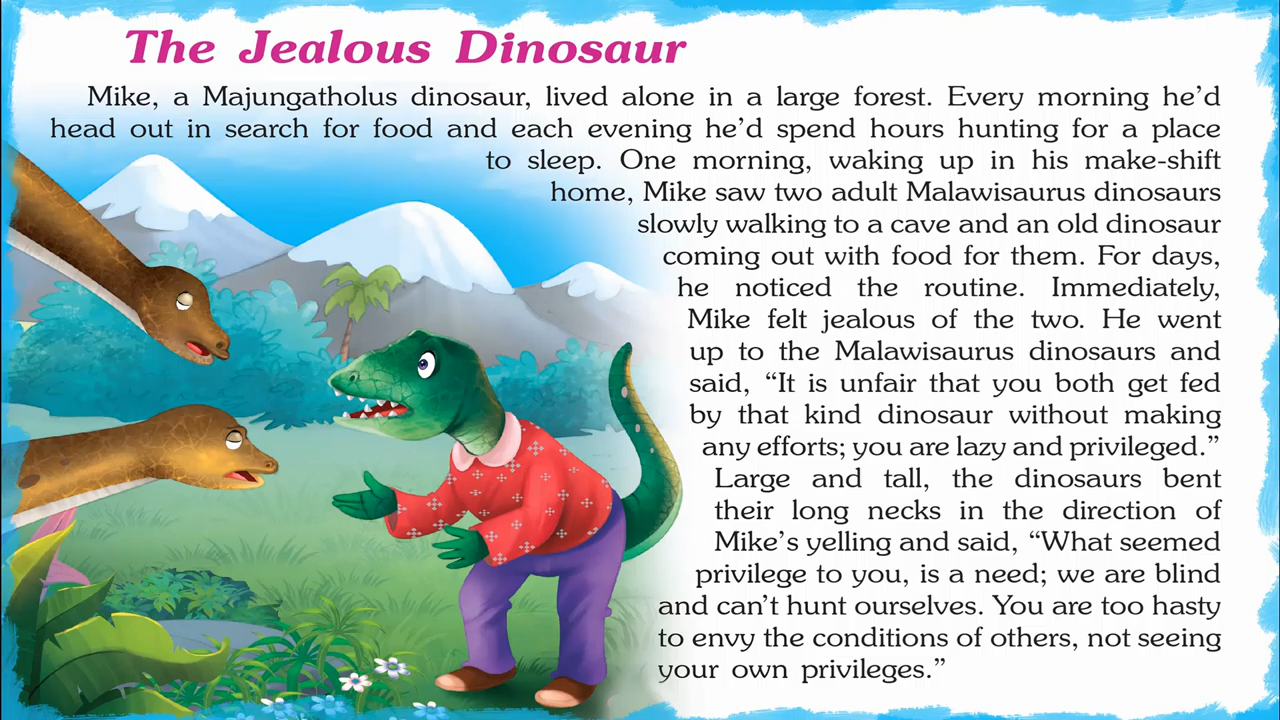 The Jealous Dinosaur
Mike, a Majungatholus dinosaur, lived alone in a large forest. Every morning he’d
head out in search for food and each evening he’d spend hours hunting for a place
to sleep. One morning, waking up in his make-shift
home, Mike saw two adult Malawisaurus dinosaurs
slowly walking to a cave and an old dinosaur
coming out with food for them. For days,
he noticed the routine. Immediately,
Mike felt jealous of the two. He went
up to the Malawisaurus dinosaurs and
said, “It is unfair that you both get fed
by that kind dinosaur without making
any efforts; you are lazy and privileged.”
Large and tall, the dinosaurs bent
their long necks in the direction of
Mike’s yelling and said, “What seemed
privilege to you, is a need; we are blind
and can’t hunt ourselves. You are too hasty
to envy the conditions of others, not seeing
your own privileges.”